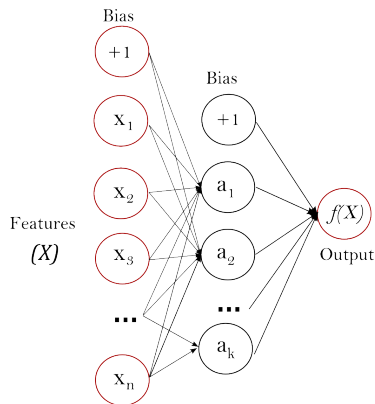 Bias
+1
x₁
x₂
x₃
...
xₙ
Features
(X)
Bias
+1
a₁
a₂
...
aₖ
f(X)
Output